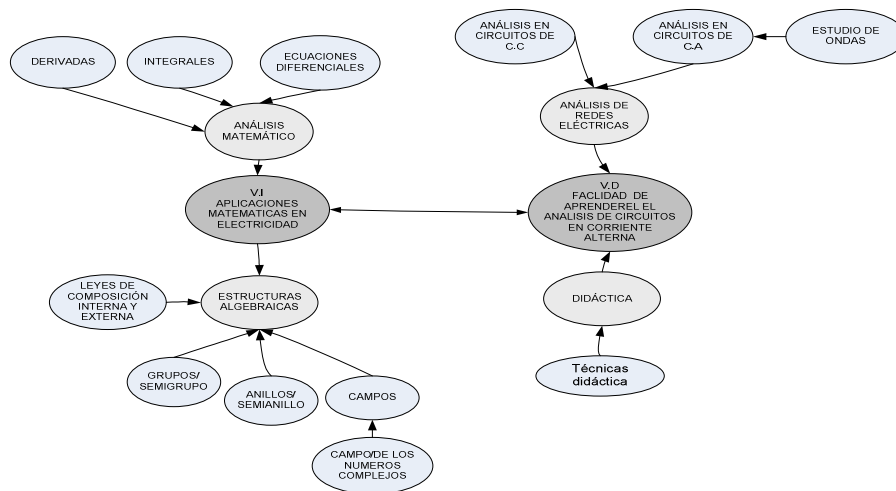 DERIVADAS
INTEGRALES
ECUACIONES
DIFERENCIALES
ANÁLISIS
MATEMÁTICO
V.I
APLICACIONES
MATEMATICAS EN
ELECTRICIDAD
LEYES DE
COMPOSICIÓN
INTERNA Y
EXTERNA
ESTRUCTURAS
ALGEBRAICAS
GRUPOS/
SEMIGRUPO
ANILLOS/
SEMIANILLO
CAMPOS
CAMPO/DE LOS
NUMEROS
COMPLEJOS
ANÁLISIS EN
CIRCUITOS DE
C.C
ANÁLISIS EN
CIRCUITOS DE
C.A
ESTUDIO DE
ONDAS
ANÁLISIS DE
REDES
ELÉCTRICAS
V.D
FACLIDAD DE
APRENDEREL EL
ANALISIS DE CIRCUITOS
EN CORRIENTE
ALTERNA
DIDÁCTICA
Técnicas
didáctica